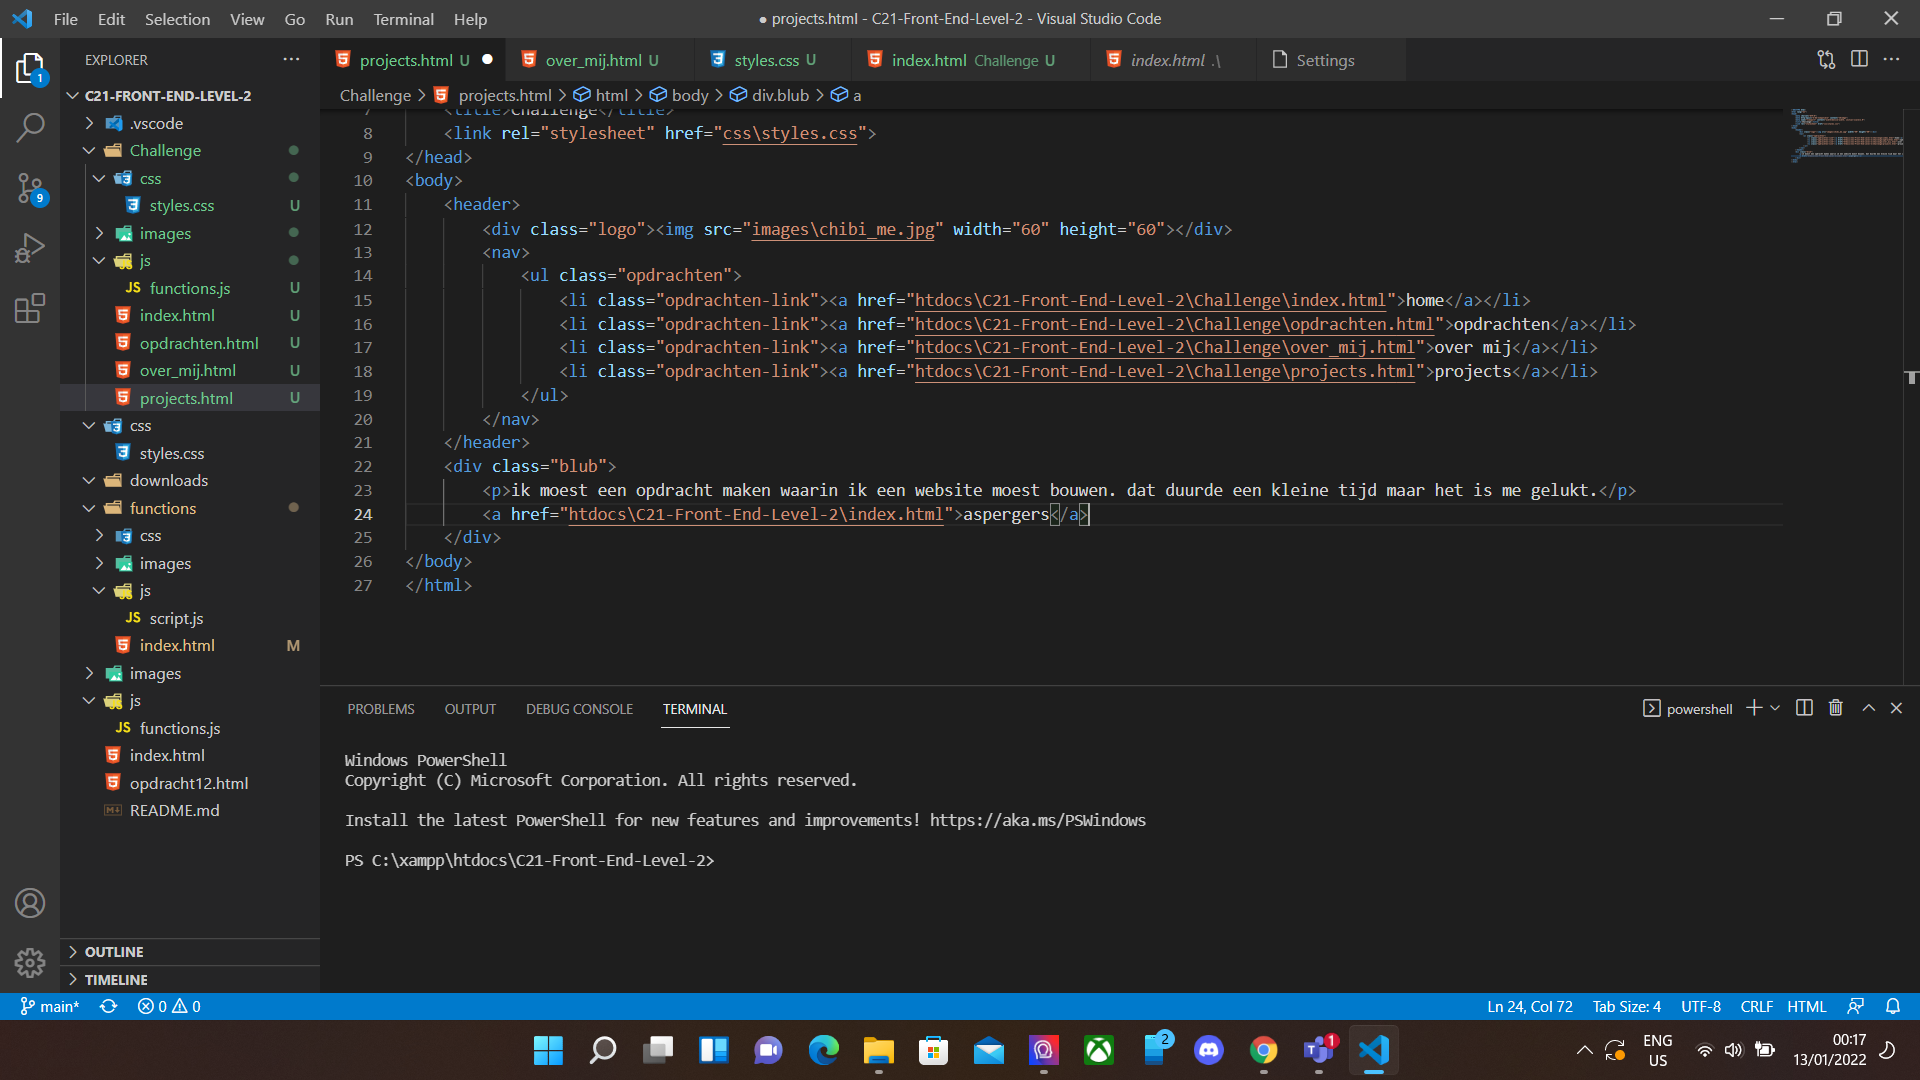 File Edit Selection View Go Run Terminal Help
● projects.html - C21-Front-End-Level-2 - Visual Studio Code
EXPLORER
projects.html U
over_mij.html U
styles.css U
index.html Challenge U
index.html .\
Settings
Challenge > projects.html > html > body > div.blub > a
1
C21-FRONT-END-LEVEL-2
.vscode
Challenge
css
styles.css U
images
js
JS functions.js U
index.html U
opdrachten.html U
over_mij.html U
projects.html U
css
styles.css
downloads
functions
css
images
js
JS script.js
index.html M
images
js
JS functions.js
index.html
opdracht12.html
README.md
9
OUTLINE
TIMELINE
7 <title>Challenge</title>
8 <link rel="stylesheet" href="css\styles.css">
9 </head>
10 <body>
11 <header>
12 <div class="logo"><img src="images\chibi_me.jpg" width="60" height="60"></div>
13 <nav>
14 <ul class="opdrachten">
15 <li class="opdrachten-link"><a href="htdocs\C21-Front-End-Level-2\Challenge\index.html">home</a></li>
16 <li class="opdrachten-link"><a href="htdocs\C21-Front-End-Level-2\Challenge\opdrachten.html">opdrachten</a></li>
17 <li class="opdrachten-link"><a href="htdocs\C21-Front-End-Level-2\Challenge\over_mij.html">over mij</a></li>
18 <li class="opdrachten-link"><a href="htdocs\C21-Front-End-Level-2\Challenge\projects.html">projects</a></li>
19 </ul>
20 </nav>
21 </header>
22 <div class="blub">
23 <p>ik moest een opdracht maken waarin ik een website moest bouwen. dat duurde een kleine tijd maar het is me gelukt.</p>
24 <a href="htdocs\C21-Front-End-Level-2\index.html">aspergers</a>
25 </div>
26 </body>
27 </html>
PROBLEMS OUTPUT DEBUG CONSOLE TERMINAL
powershell
Windows PowerShell
Copyright (C) Microsoft Corporation. All rights reserved.
Install the latest PowerShell for new features and improvements! https://aka.ms/PSWindows
PS C:\xampp\htdocs\C21-Front-End-Level-2>
main* 0 0
Ln 24, Col 72 Tab Size: 4 UTF-8 CRLF HTML
2
1
ENG
US
00:17
13/01/2022